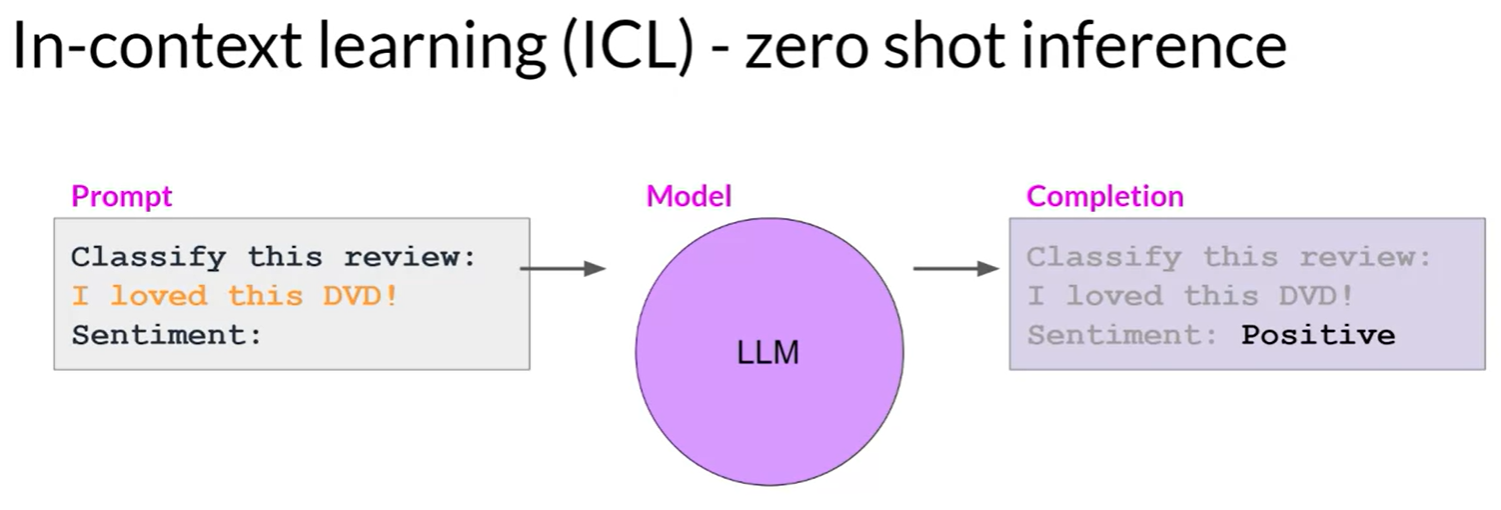 In-context learning (ICL) - zero shot inference
Prompt
Classify this review:
I loved this DVD!
Sentiment:
Model
LLM
Completion
Classify this review:
I loved this DVD!
Sentiment: Positive